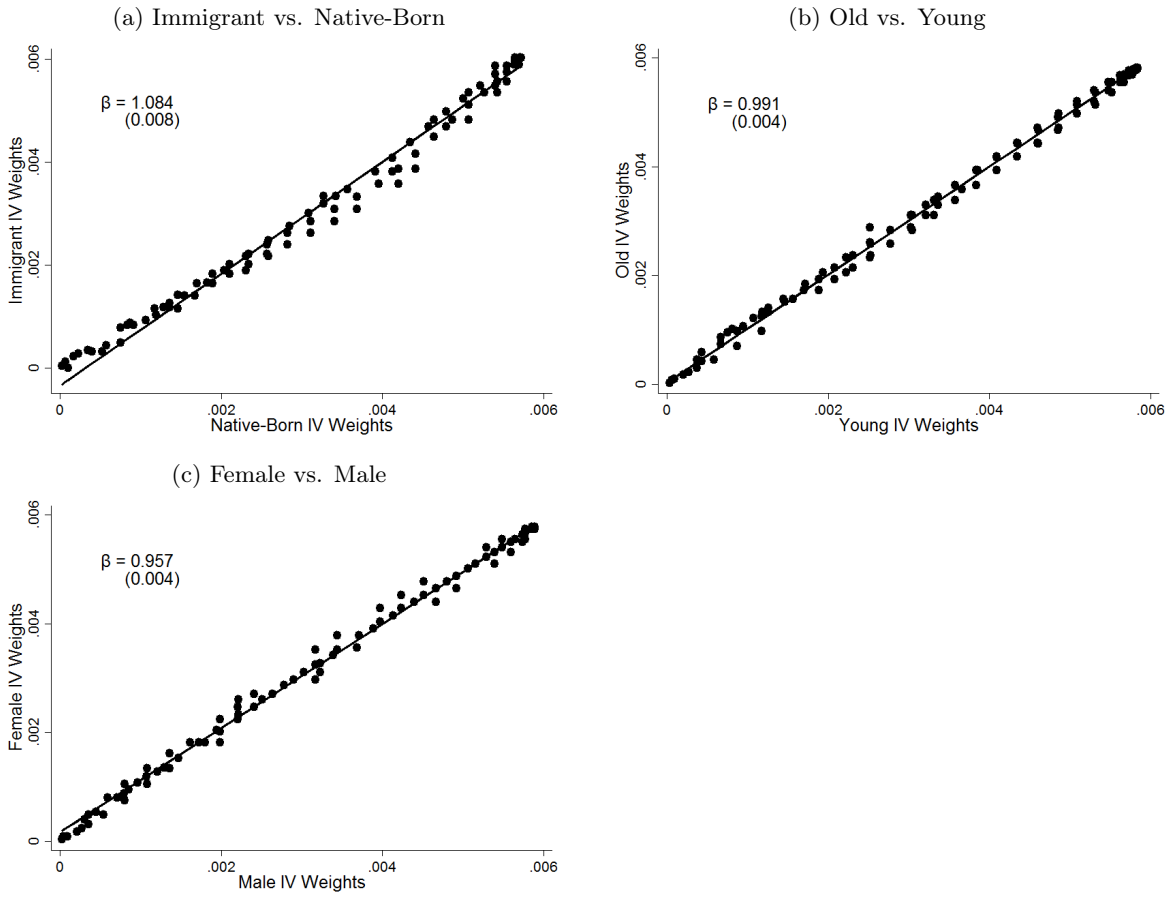 (a) Immigrant vs. Native-Born
.006
.004
.002
0
Immigrant IV Weights
β = 1.084
(0.008)
0
.002
.004
.006
Native-Born IV Weights
(b) Old vs. Young
.006
.004
.002
0
Old IV Weights
β = 0.991
(0.004)
0
.002
.004
.006
Young IV Weights
(c) Female vs. Male
.006
.004
.002
0
Female IV Weights
β = 0.957
(0.004)
0
.002
.004
.006
Male IV Weights